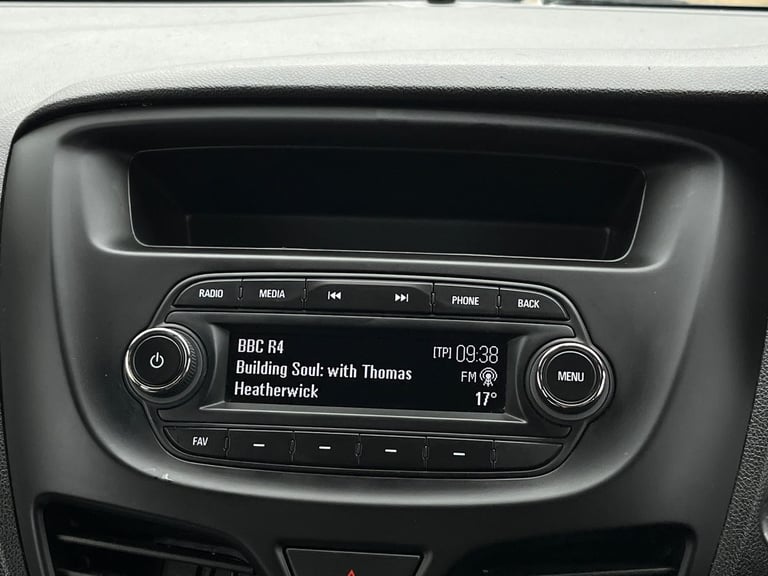 RADIO MEDIA PHONE BACK
BBC R4 [TP] 09:38
Building Soul: with Thomas FM
Heatherwick 17°
MENU
FAV